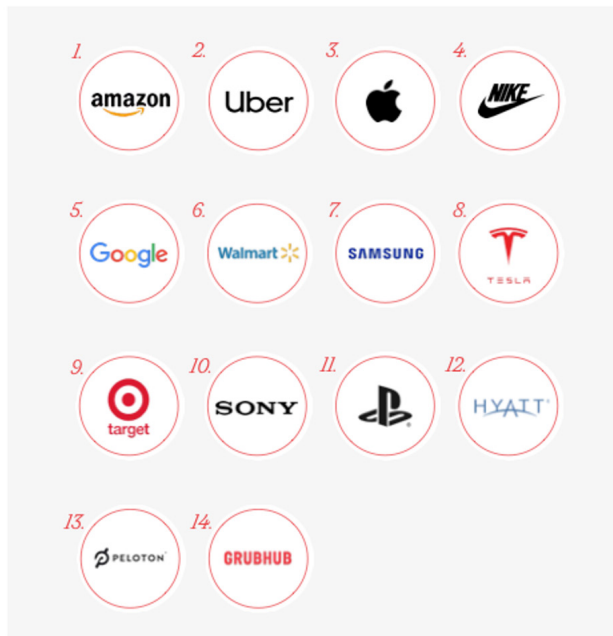 1. 2. 3. 4.
amazon Uber NIKE
5. 6. 7. 8.
Google Walmart SAMSUNG TESLA
9. 10. 11. 12.
target SONY HYATT
13. 14.
PELOTON GRUBHUB